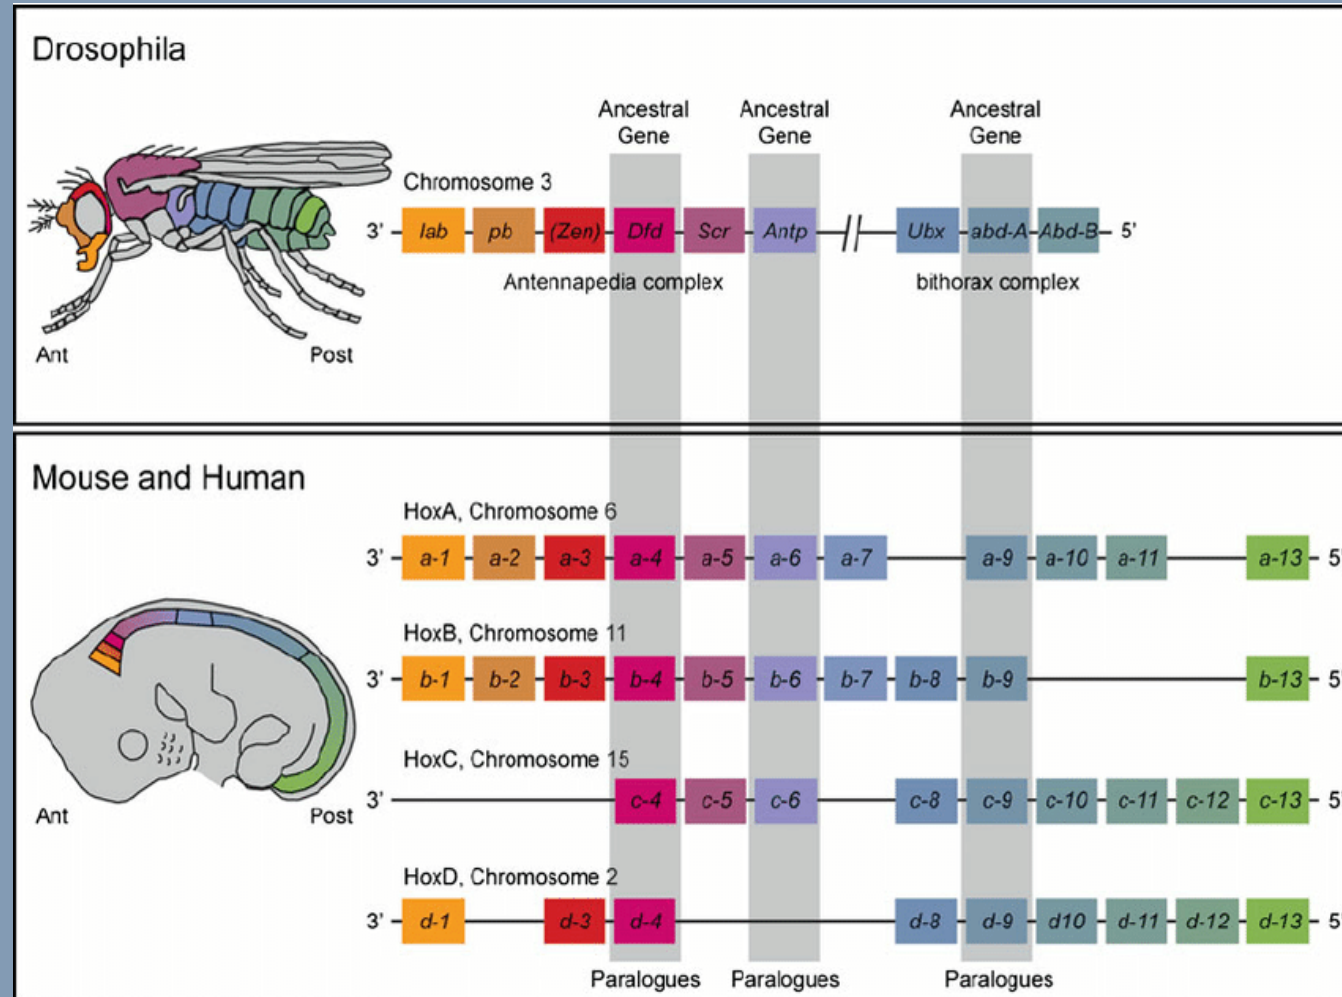 Drosophila
Ancestral Gene
Ancestral Gene
Ancestral Gene
Chromosome 3
3' lab pb (Zen) Dfd Scr Antp Ubx abd-A Abd-B 5'
Antennapedia complex
bithorax complex
Ant
Post
Mouse and Human
HoxA, Chromosome 6
3' a-1 a-2 a-3 a-4 a-5 a-6 a-7 a-9 a-10 a-11 a-13 5'
HoxB, Chromosome 11
3' b-1 b-2 b-3 b-4 b-5 b-6 b-7 b-8 b-9 b-13 5'
HoxC, Chromosome 15
3' c-4 c-5 c-6 c-8 c-9 c-10 c-11 c-12 c-13 5'
Ant
Post
HoxD, Chromosome 2
3' d-1 d-3 d-4 d-8 d-9 d10 d-11 d-12 d-13 5'
Paralogues Paralogues Paralogues